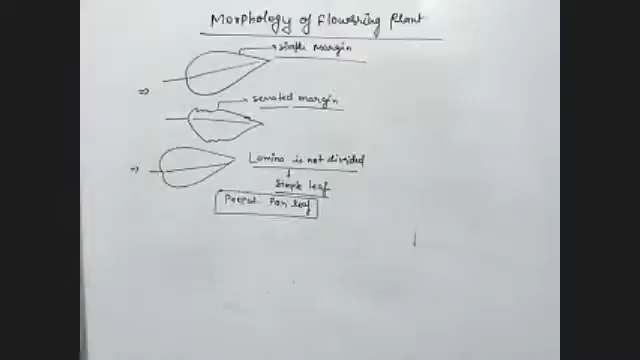 Morphology of Flowering Plant
simple margin
serrated margin
Lamina is not divided
Simple leaf
Peepal Pan leaf